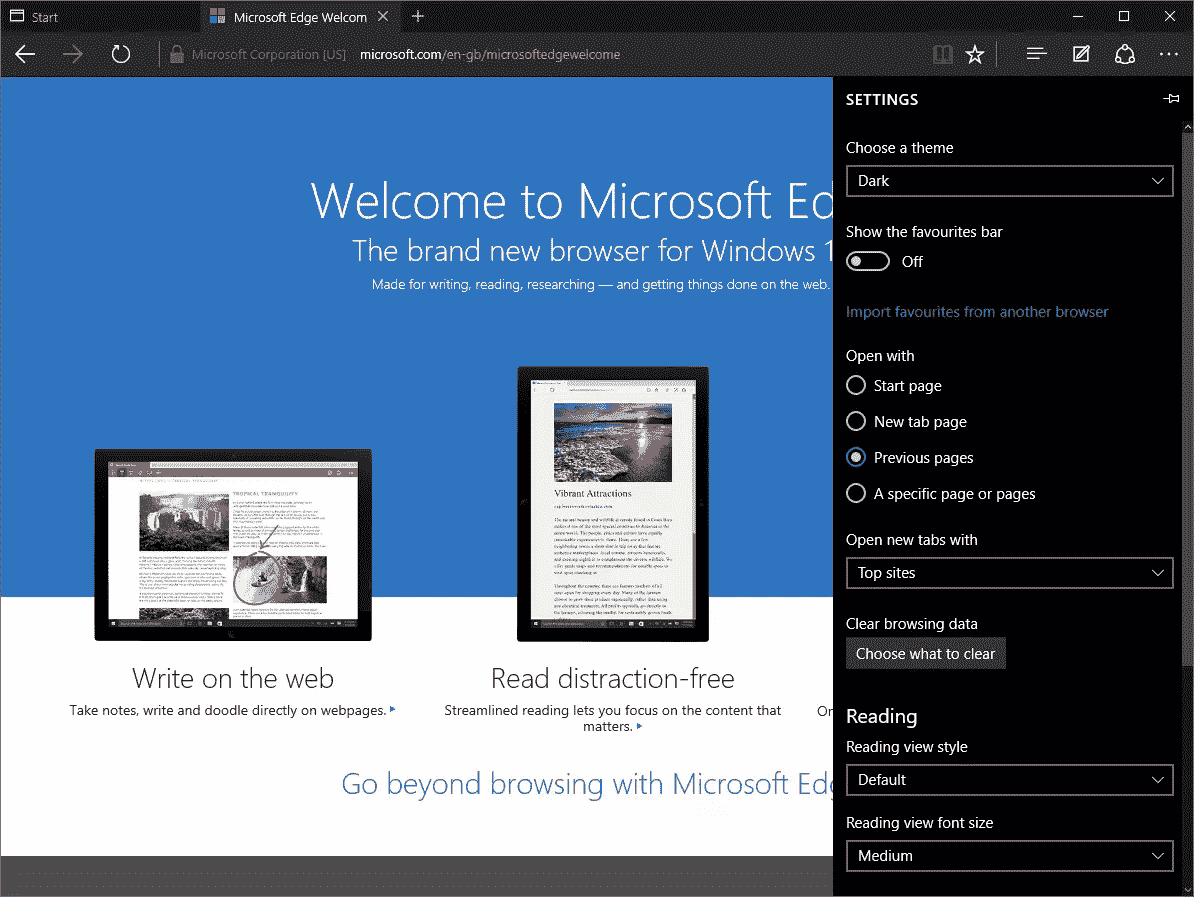 Start
Microsoft Edge Welcom
Microsoft Corporation [US] microsoft.com/en-gb/microsoftedgewelcome
Welcome to Microsoft Ed
The brand new browser for Windows 1
Made for writing, reading, researching — and getting things done on the web.
TROPICAL TRANQUILITY
Vibrant Attractions
Write on the web
Take notes, write and doodle directly on webpages.
Read distraction-free
Streamlined reading lets you focus on the content that
matters.
On
Go beyond browsing with Microsoft Edg
SETTINGS
Choose a theme
Dark
Show the favourites bar
Off
Import favourites from another browser
Open with
Start page
New tab page
Previous pages
A specific page or pages
Open new tabs with
Top sites
Clear browsing data
Choose what to clear
Reading
Reading view style
Default
Reading view font size
Medium